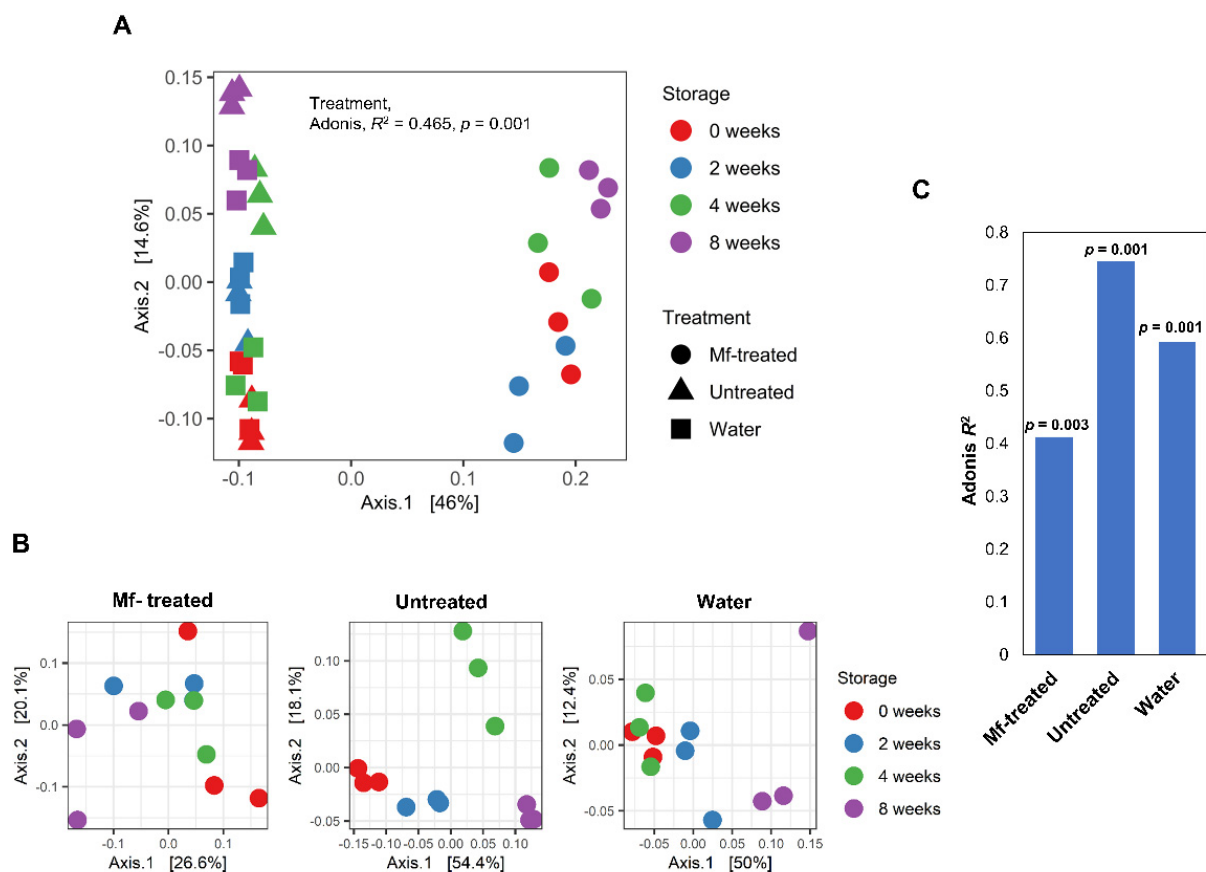 A
0.15
0.10
0.05
0.00
-0.05
-0.10
Axis.2 [14.6%]
Treatment,
Adonis, R² = 0.465, p = 0.001
-0.1
0.0
0.1
0.2
Axis.1 [46%]
Storage
0 weeks
2 weeks
4 weeks
8 weeks
Treatment
Mf-treated
Untreated
Water
B
Mf- treated
0.1
0.0
-0.1
Axis.2 [20.1%]
-0.1
0.0
0.1
Axis.1 [26.6%]
Untreated
0.10
0.05
0.00
-0.05
Axis.2 [18.1%]
-0.15
-0.10
-0.05
0.00
0.05
0.10
Axis.1 [54.4%]
Water
0.05
0.00
-0.05
Axis.2 [12.4%]
-0.05
0.00
0.05
0.10
0.15
Axis.1 [50%]
Storage
0 weeks
2 weeks
4 weeks
8 weeks
C
0.8
0.7
0.6
0.5
0.4
0.3
0.2
0.1
0
Adonis R²
p = 0.003
p = 0.001
p = 0.001
Mf-treated
Untreated
Water